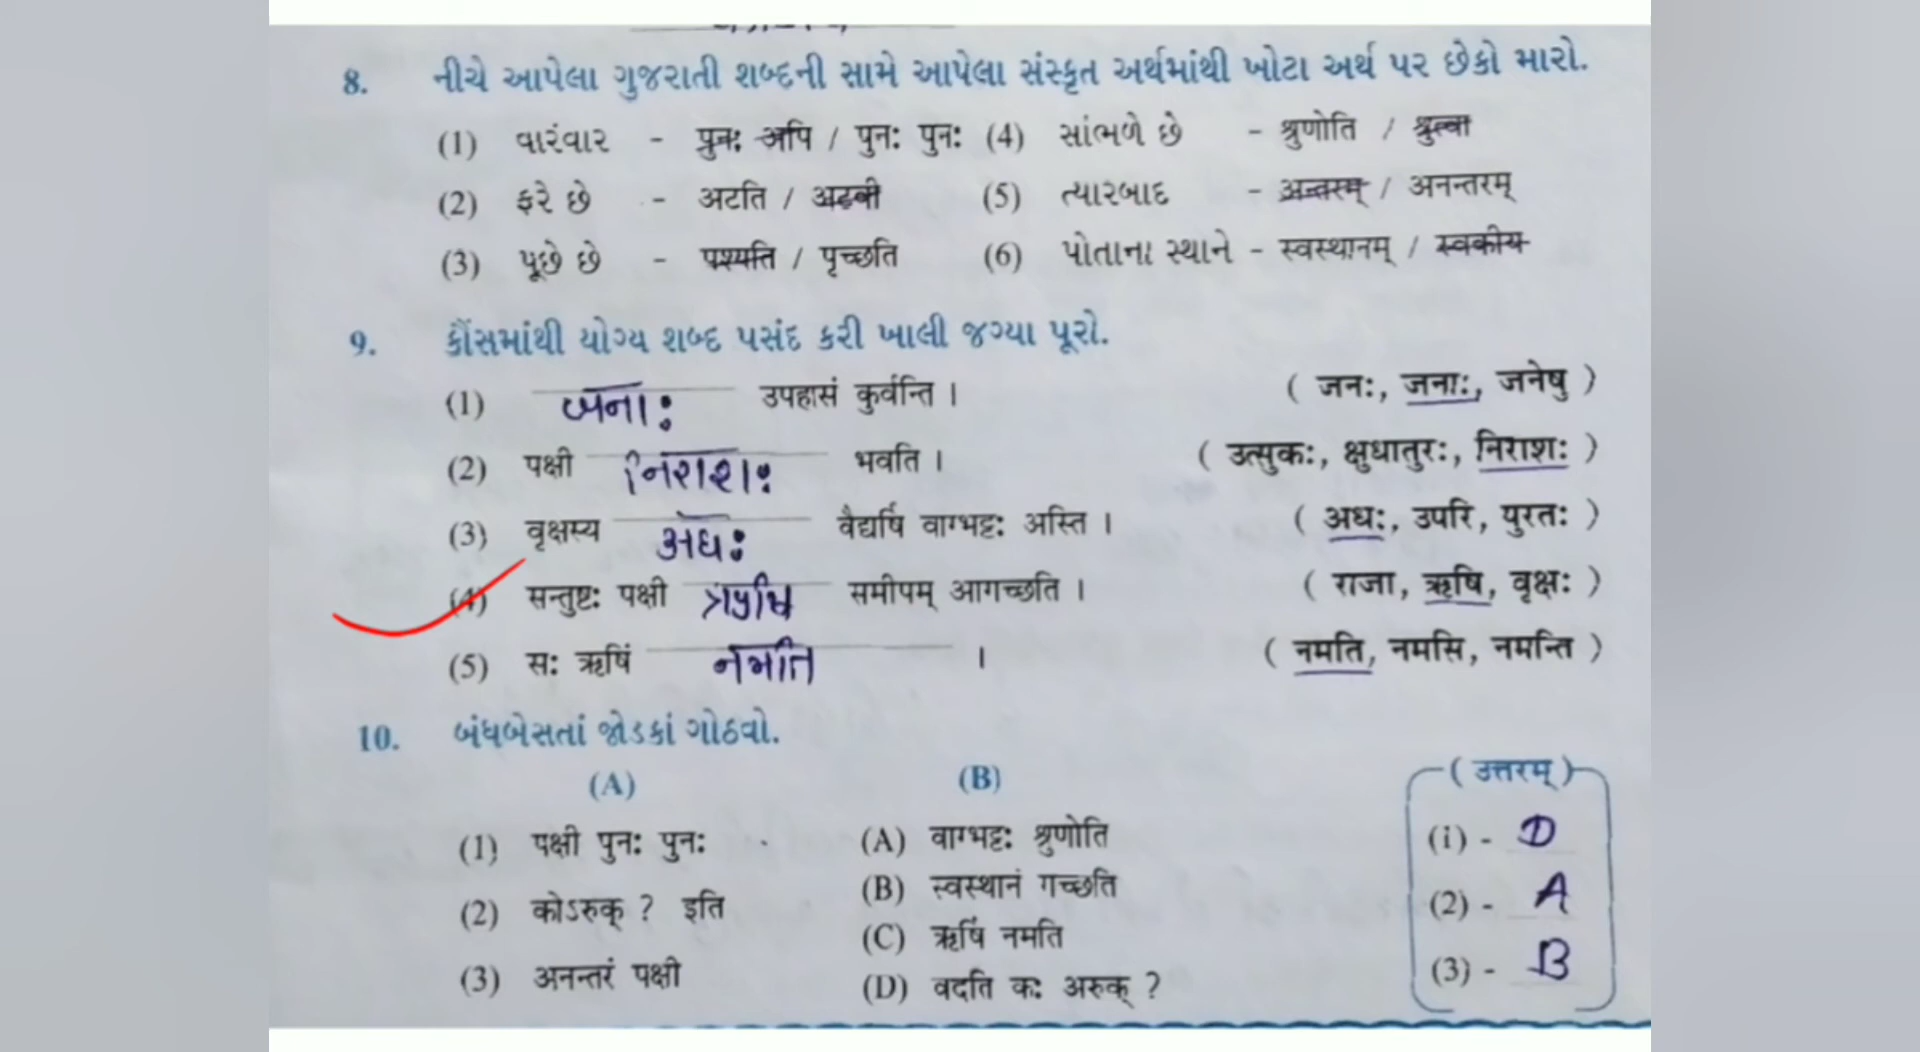 8. નીચે આપેલા ગુજરાતી શબ્દની સામે આપેલા સંસ્કૃત અર્થમાંથી ખોટા અર્થ પર છેકો મારો.
(1) વારંવાર - पुनः अपि / पुनः पुनः (4) સાંભળે છે - श्रुणोति / श्रुत्वा
(2) ફરે છે - अटति / अटवी (5) ત્યારબાદ - अन्तरम् / अनन्तरम्
(3) પૂછે છે - पश्यति / पृच्छति (6) પોતાના સ્થાને - स्वस्थानम् / स्वकीय
9. કૌંસમાંથી યોગ્ય શબ્દ પસંદ કરી ખાલી જગ્યા પૂરો.
(1) जनाः उपहासं कुर्वन्ति । ( जनः, जनाः, जनेषु )
(2) पक्षी निराशः भवति । ( उत्सुकः, क्षुधातुरः, निराशः )
(3) वृक्षस्य अधः वैद्यर्षि वाग्भट्टः अस्ति । ( अधः, उपरि, पुरतः )
(4) सन्तुष्टः पक्षी ऋषि समीपम् आगच्छति । ( राजा, ऋषि, वृक्षः )
(5) सः ऋषिं नमति । ( नमति, नमसि, नमन्ति )
10. બંધબેસતાં જોડકાં ગોઠવો.
(A) (B) ( उत्तरम् )
(1) पक्षी पुनः पुनः (A) वाग्भट्टः श्रुणोति (i) - D
(2) कोऽरुक् ? इति (B) स्वस्थानं गच्छति (2) - A
(C) ऋषिं नमति
(3) अनन्तरं पक्षी (D) वदति कः अरुक् ? (3) - B